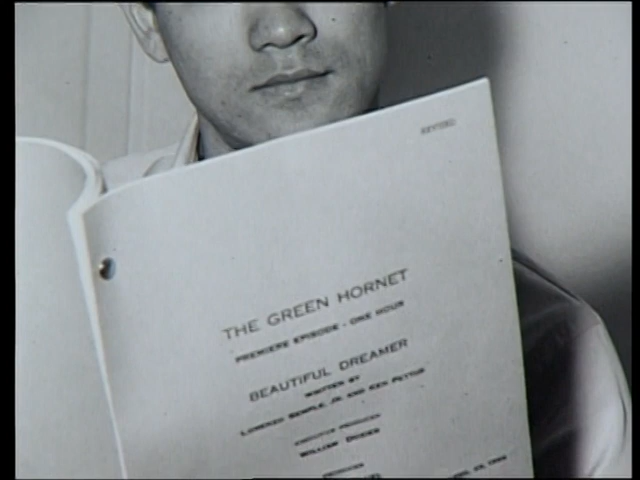 REVISED
THE GREEN HORNET
PREMIERE EPISODE - ONE HOUR
BEAUTIFUL DREAMER
WRITTEN BY
LORENZO SEMPLE, JR. AND KEN PETTUS
EXECUTIVE PRODUCER
WILLIAM DOZIER